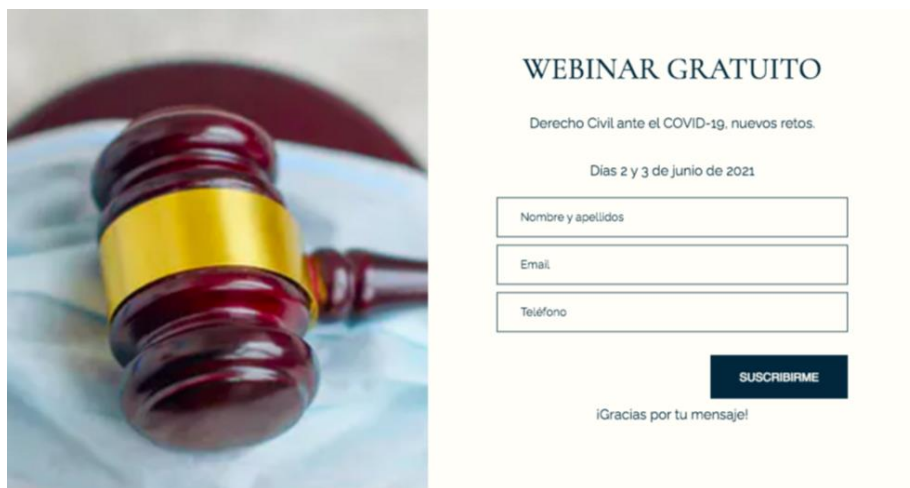 WEBINAR GRATUITO
Derecho Civil ante el COVID-19, nuevos retos.
Días 2 y 3 de junio de 2021
Nombre y apellidos
Email
Teléfono
SUSCRIBIRME
¡Gracias por tu mensaje!